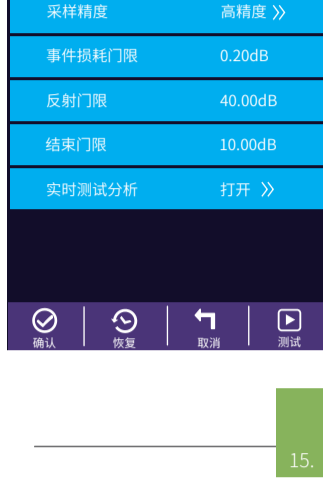 采样精度 高精度 》
事件损耗门限 0.20dB
反射门限 40.00dB
结束门限 10.00dB
实时测试分析 打开 》
确认 恢复 取消 测试
15.